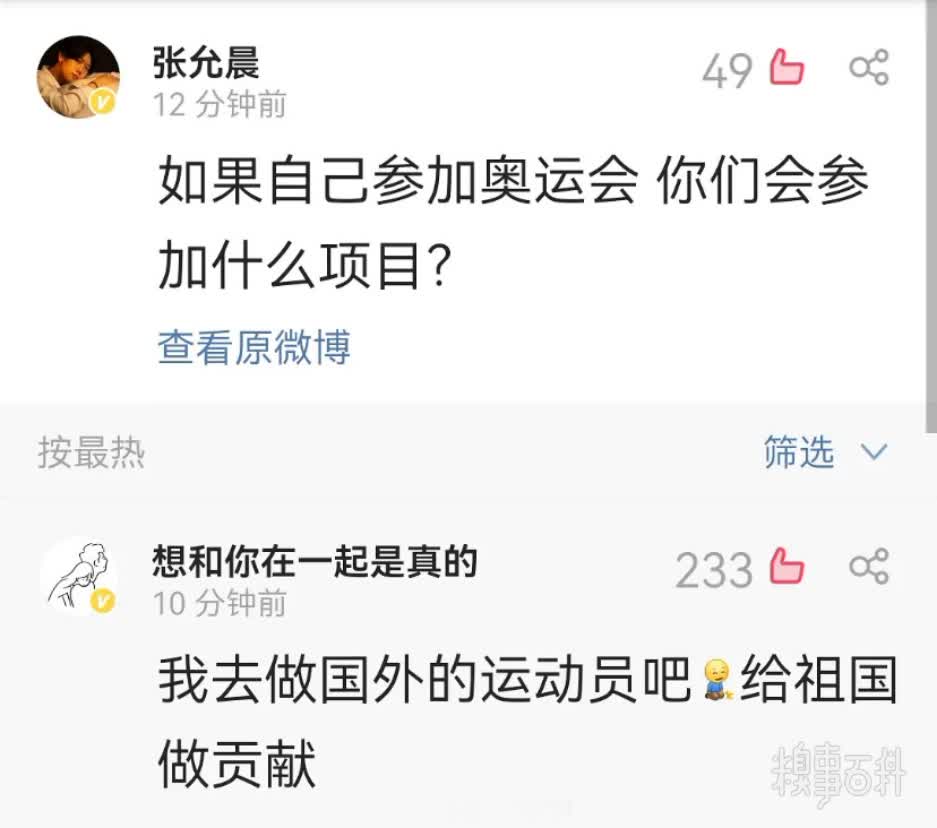 张允晨
49
12 分钟前
如果自己参加奥运会 你们会参
加什么项目?
查看原微博
按最热
筛选
想和你在一起是真的
233
10 分钟前
我去做国外的运动员吧给祖国
做贡献
糗事百科